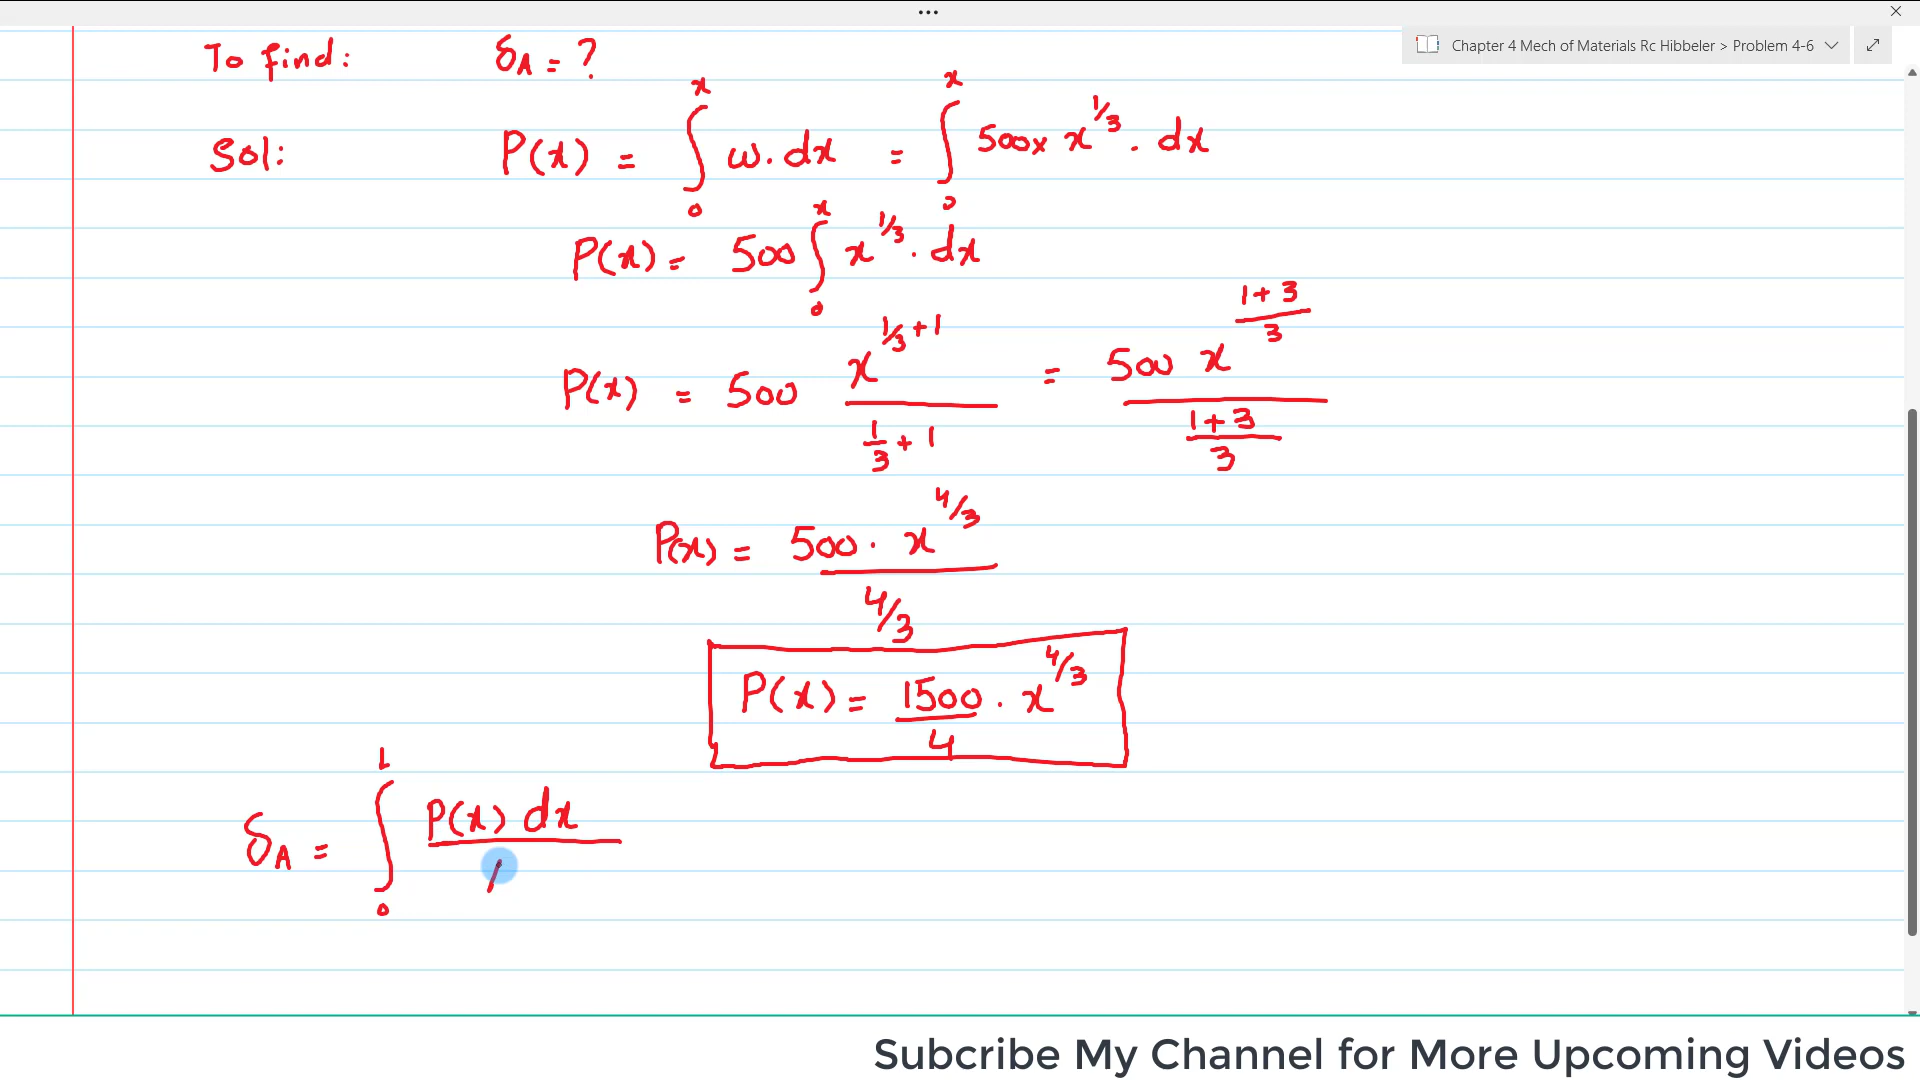 ...
Chapter 4 Mech of Materials Rc Hibbeler > Problem 4-6
To find: δA = ?
Sol: P(x) = ∫₀ˣ w. dx = ∫₀ˣ 500 x x^1/3 . dx
P(x) = 500 ∫₀ˣ x^1/3 . dx
P(x) = 500 x^(1/3 + 1) / (1/3 + 1) = 500 x^((1+3)/3) / ((1+3)/3)
P(x) = 500 . x^4/3 / (4/3)
P(x) = 1500/4 . x^4/3
δA = ∫₀ᴸ P(x) dx
Subcribe My Channel for More Upcoming Videos